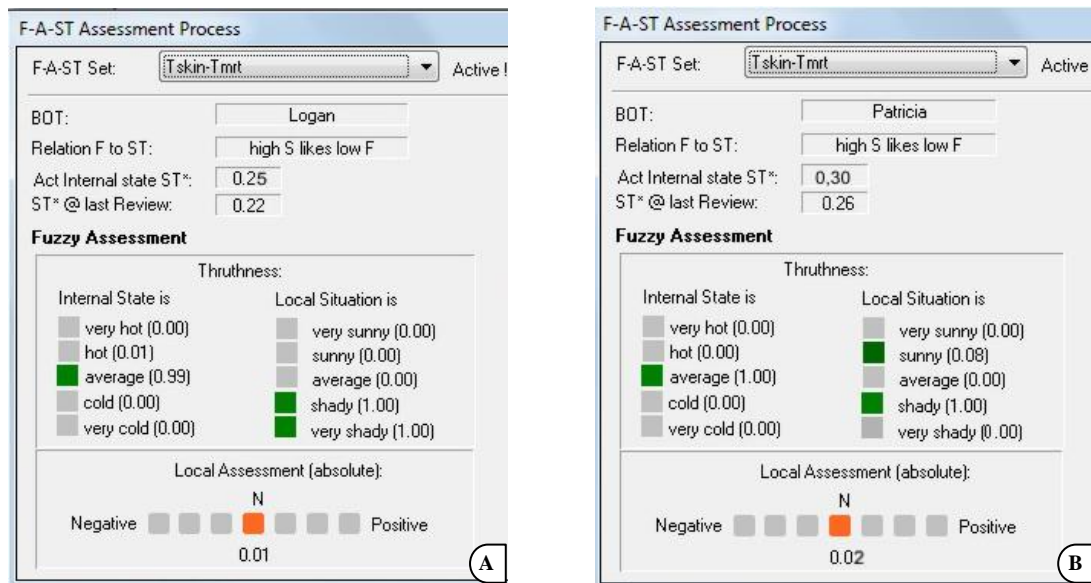 F-A-ST Assessment Process
F-A-ST Set: Tskin-Tmrt Active !
BOT: Logan
Relation F to ST: high S likes low F
Act Internal state ST*: 0.25
ST* @ last Review: 0.22
Fuzzy Assessment
Thruthness:
Internal State is Local Situation is
very hot (0.00) very sunny (0.00)
hot (0.01) sunny (0.00)
average (0.99) average (0.00)
cold (0.00) shady (1.00)
very cold (0.00) very shady (1.00)
Local Assessment (absolute):
N
Negative Positive
0.01
A
F-A-ST Assessment Process
F-A-ST Set: Tskin-Tmrt Active
BOT: Patricia
Relation F to ST: high S likes low F
Act Internal state ST*: 0,30
ST* @ last Review: 0.26
Fuzzy Assessment
Thruthness:
Internal State is Local Situation is
very hot (0.00) very sunny (0.00)
hot (0.00) sunny (0.08)
average (1.00) average (0.00)
cold (0.00) shady (1.00)
very cold (0.00) very shady (0.00)
Local Assessment (absolute):
N
Negative Positive
0.02
B